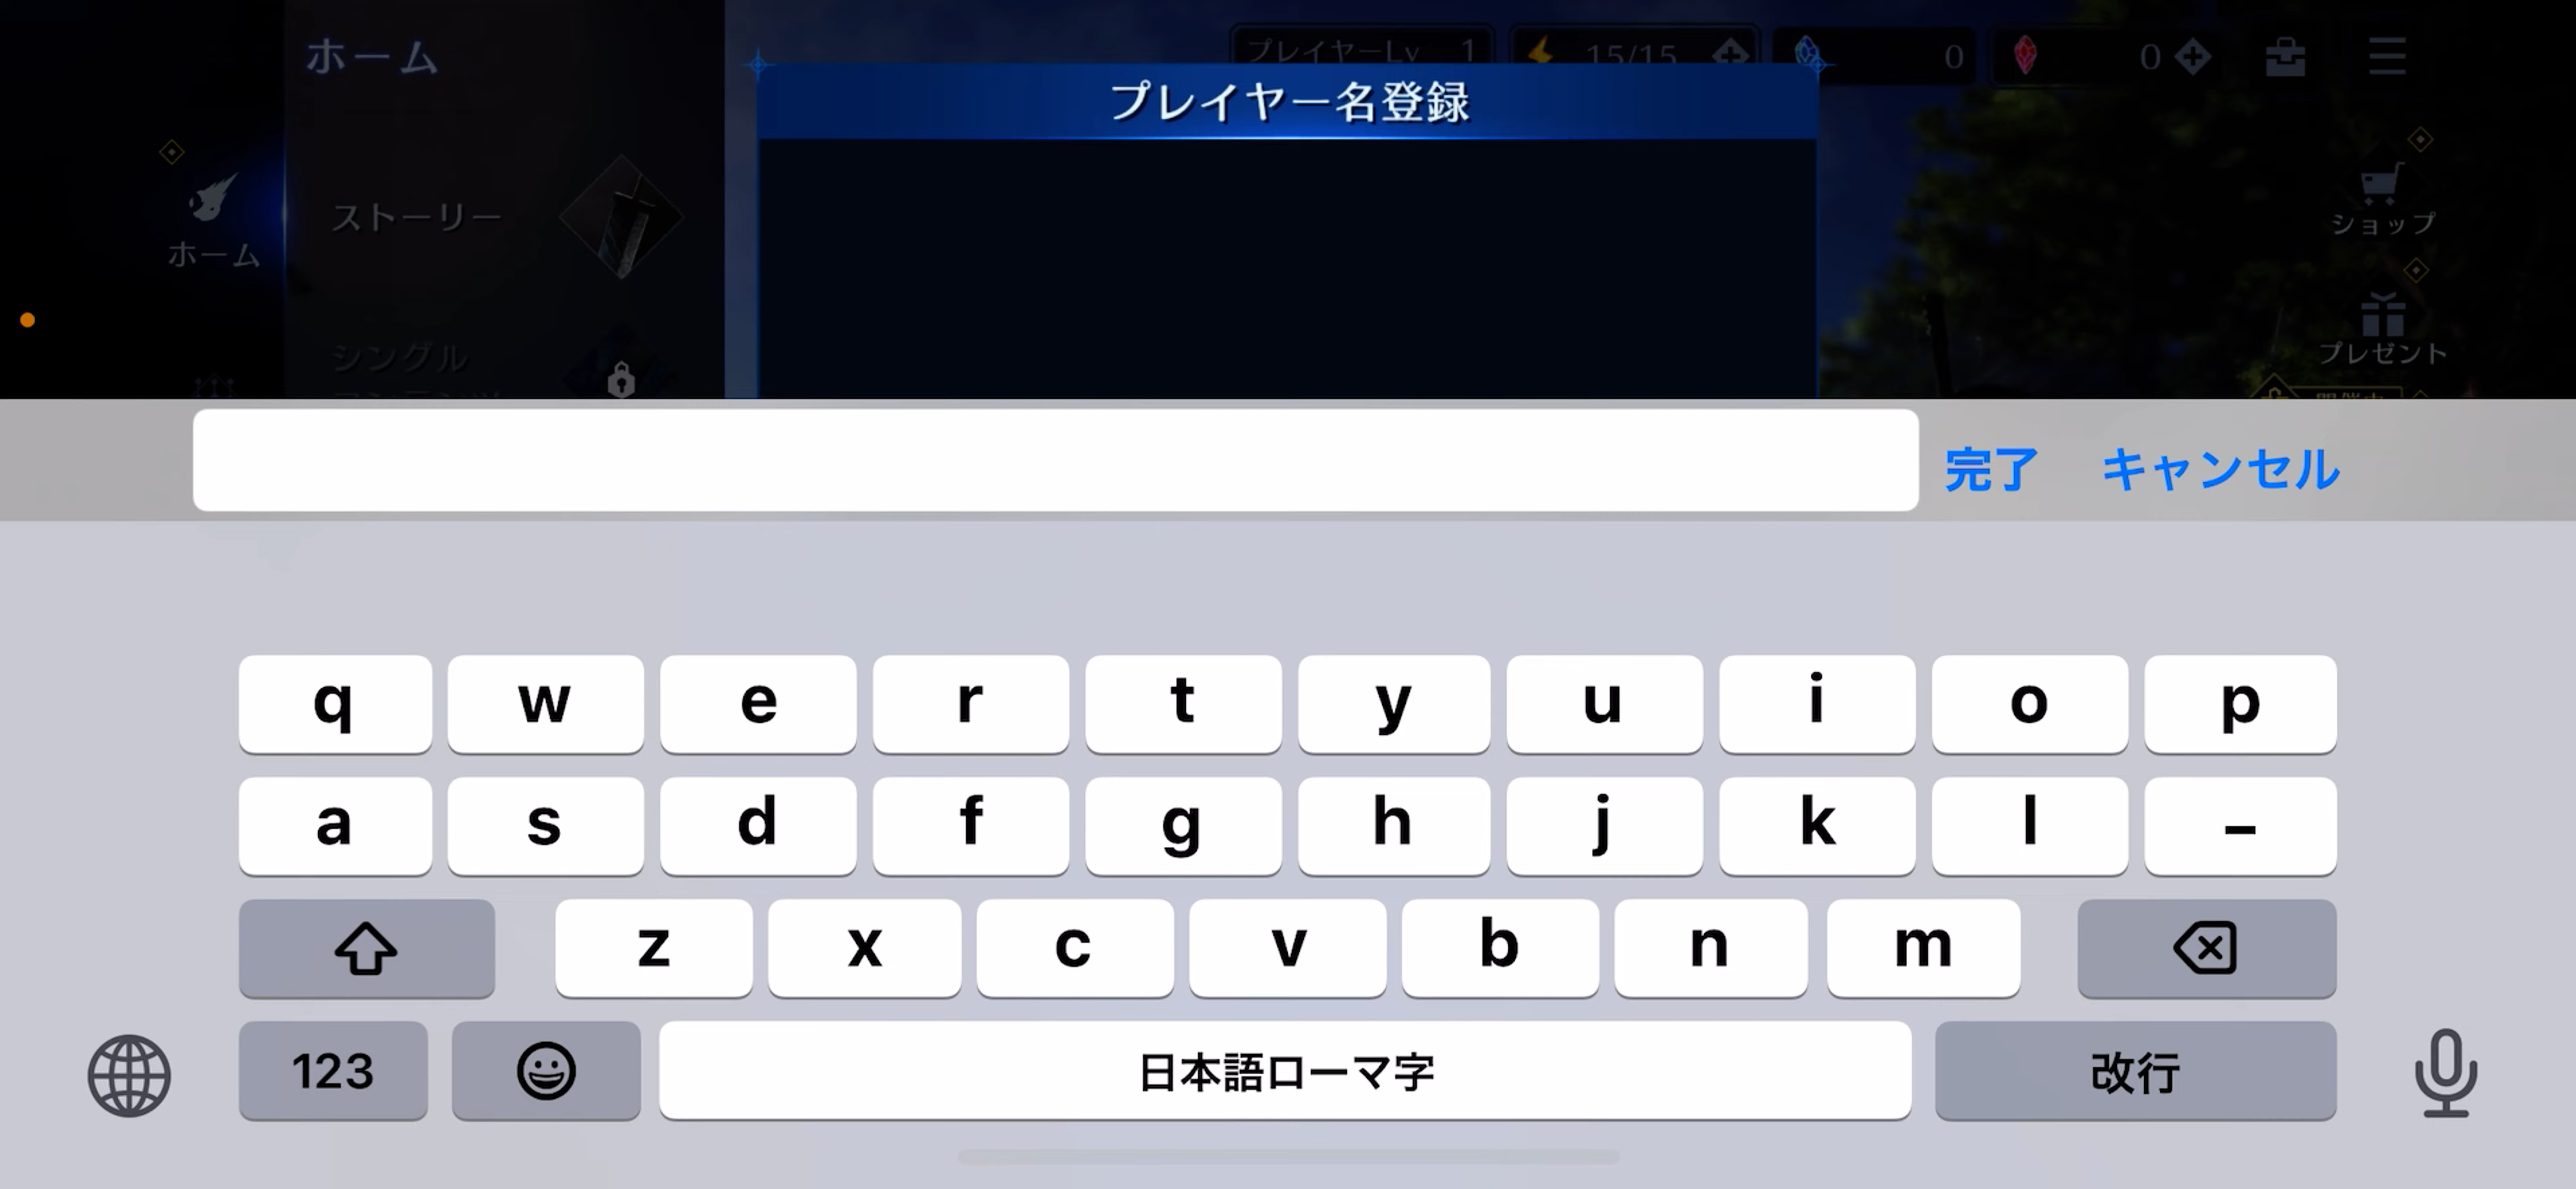 ホーム
プレイヤーLv 1
15/15
0
0
プレイヤー名登録
ホーム
ストーリー
ショップ
シングル
プレゼント
完了 キャンセル
q w e r t y u i o p
a s d f g h j k l -
z x c v b n m
123 日本語ローマ字 改行